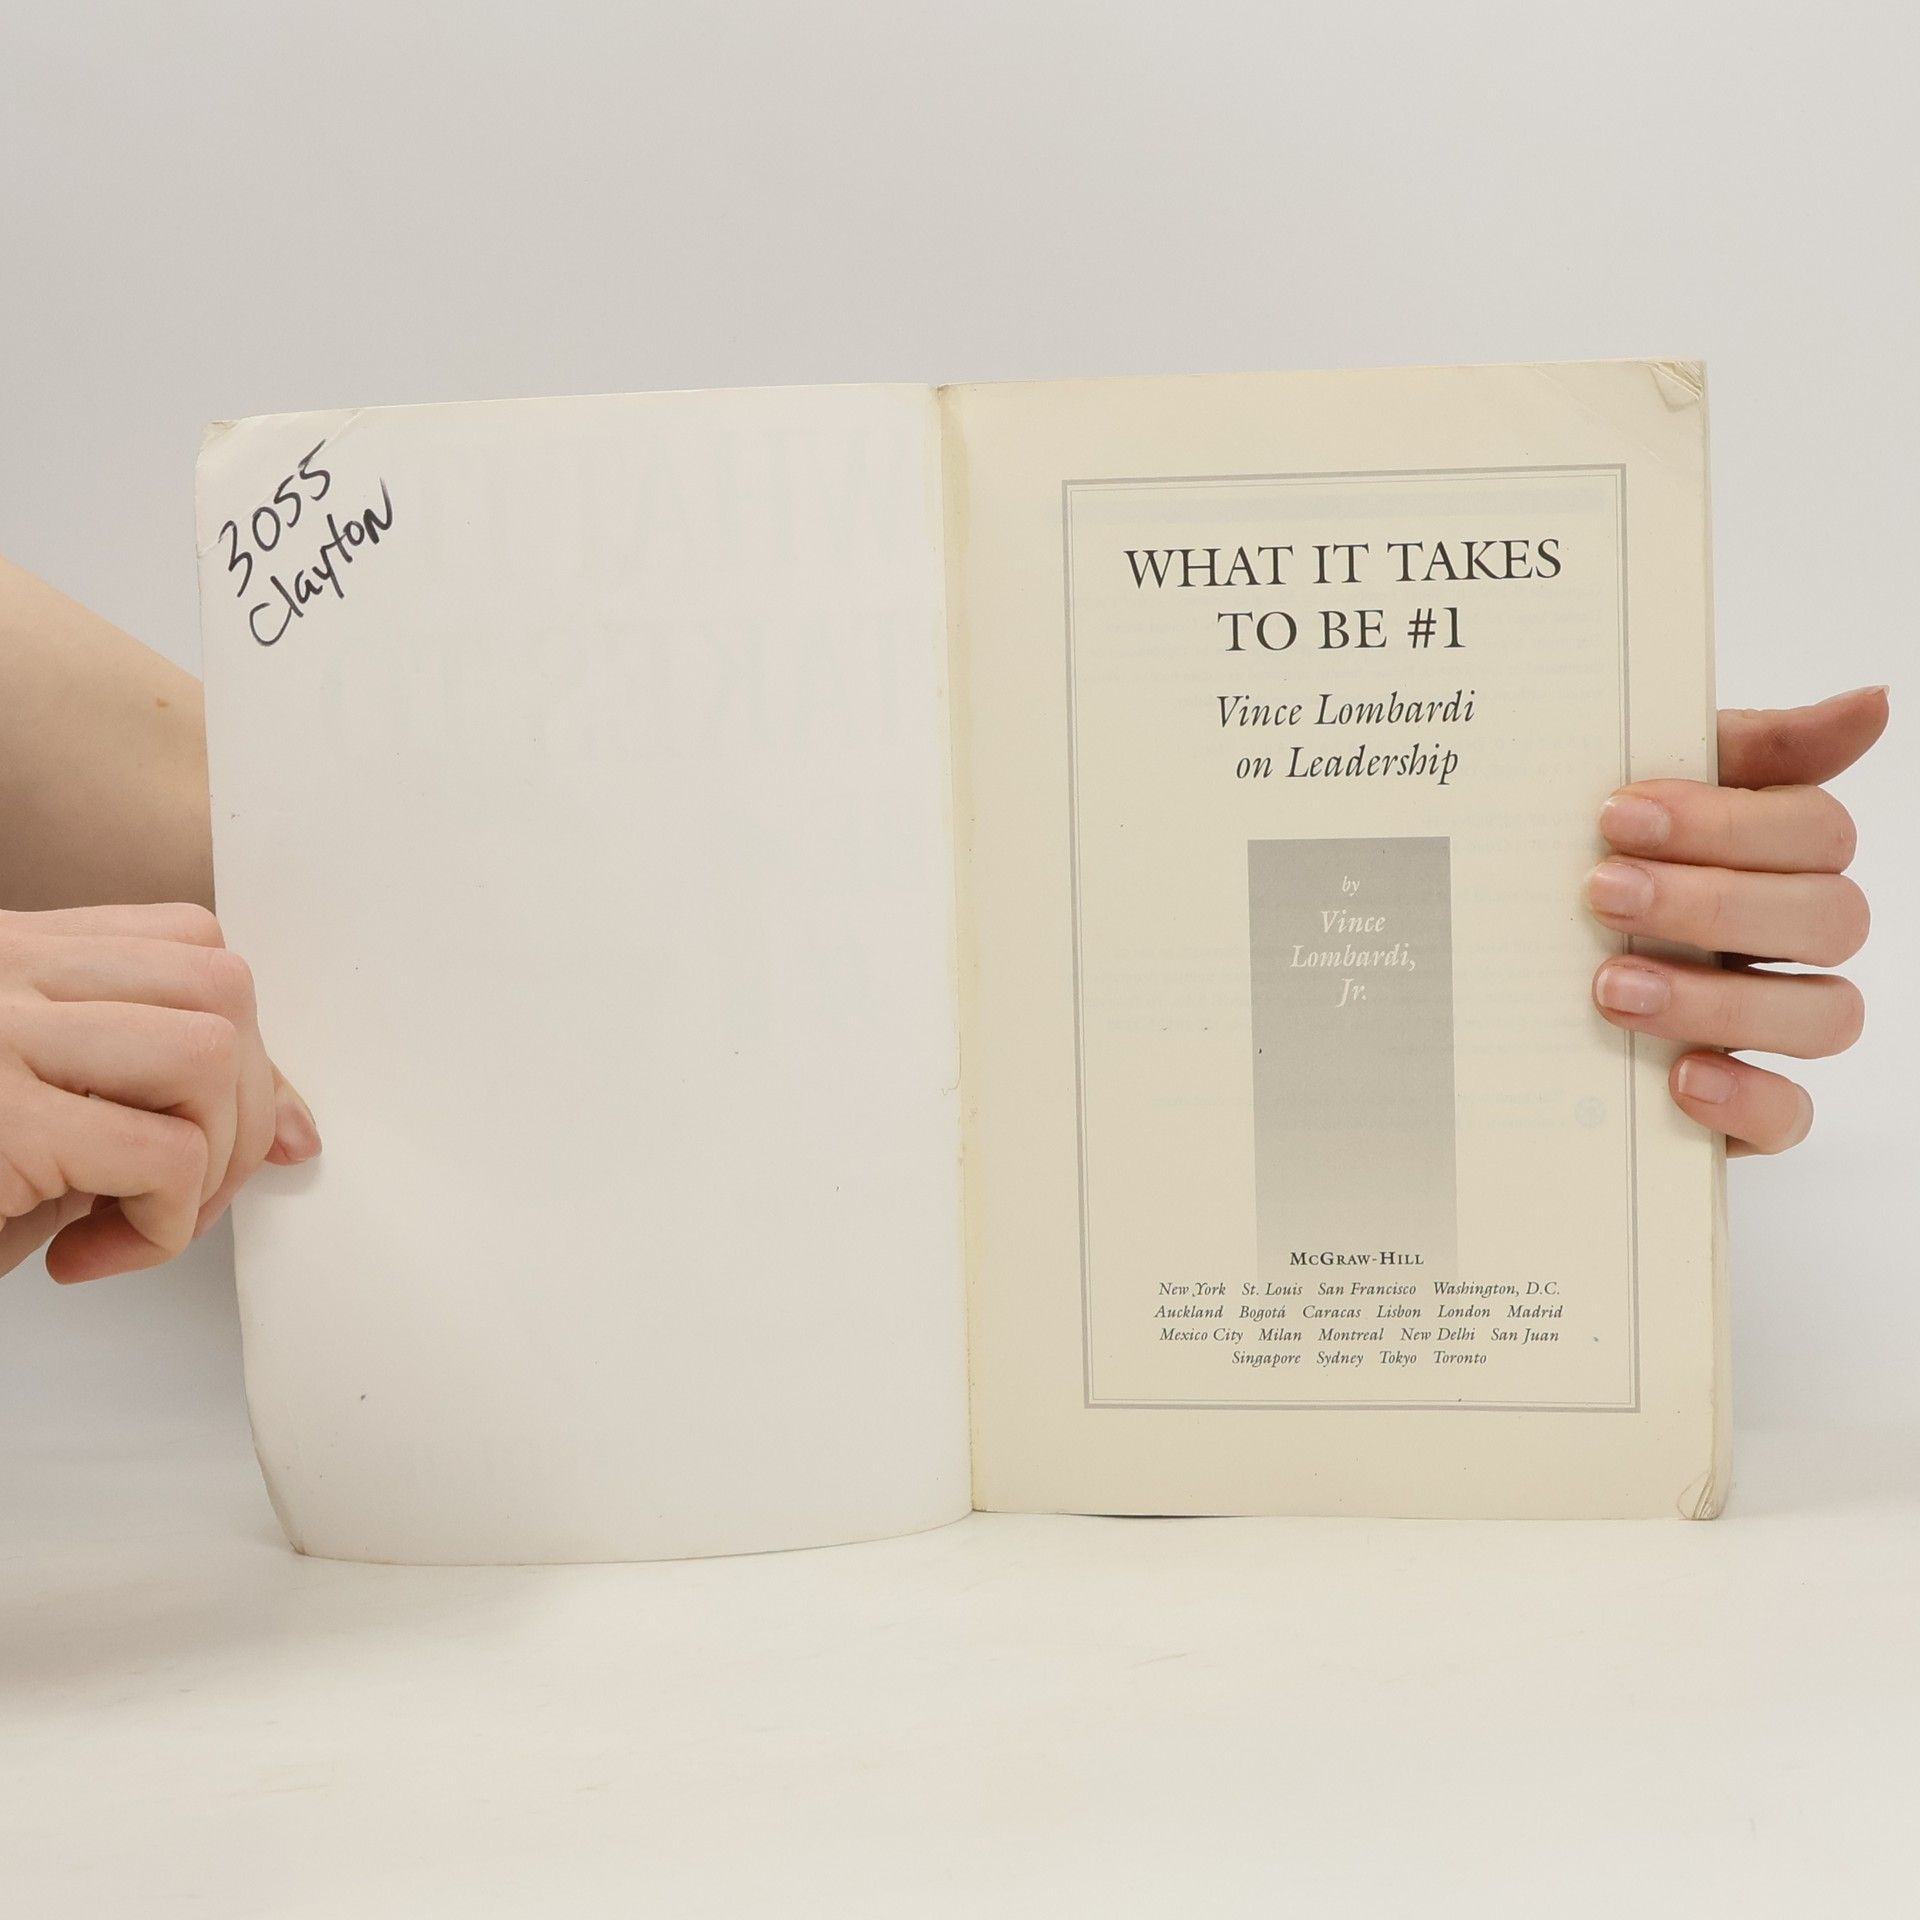 3055
Clayton
WHAT IT TAKES
TO BE #1
Vince Lombardi
on Leadership
by
Vince
Lombardi,
Jr.
McGraw-Hill
New York St. Louis San Francisco Washington, D.C.
Auckland Bogotá Caracas Lisbon London Madrid
Mexico City Milan Montreal New Delhi San Juan
Singapore Sydney Tokyo Toronto